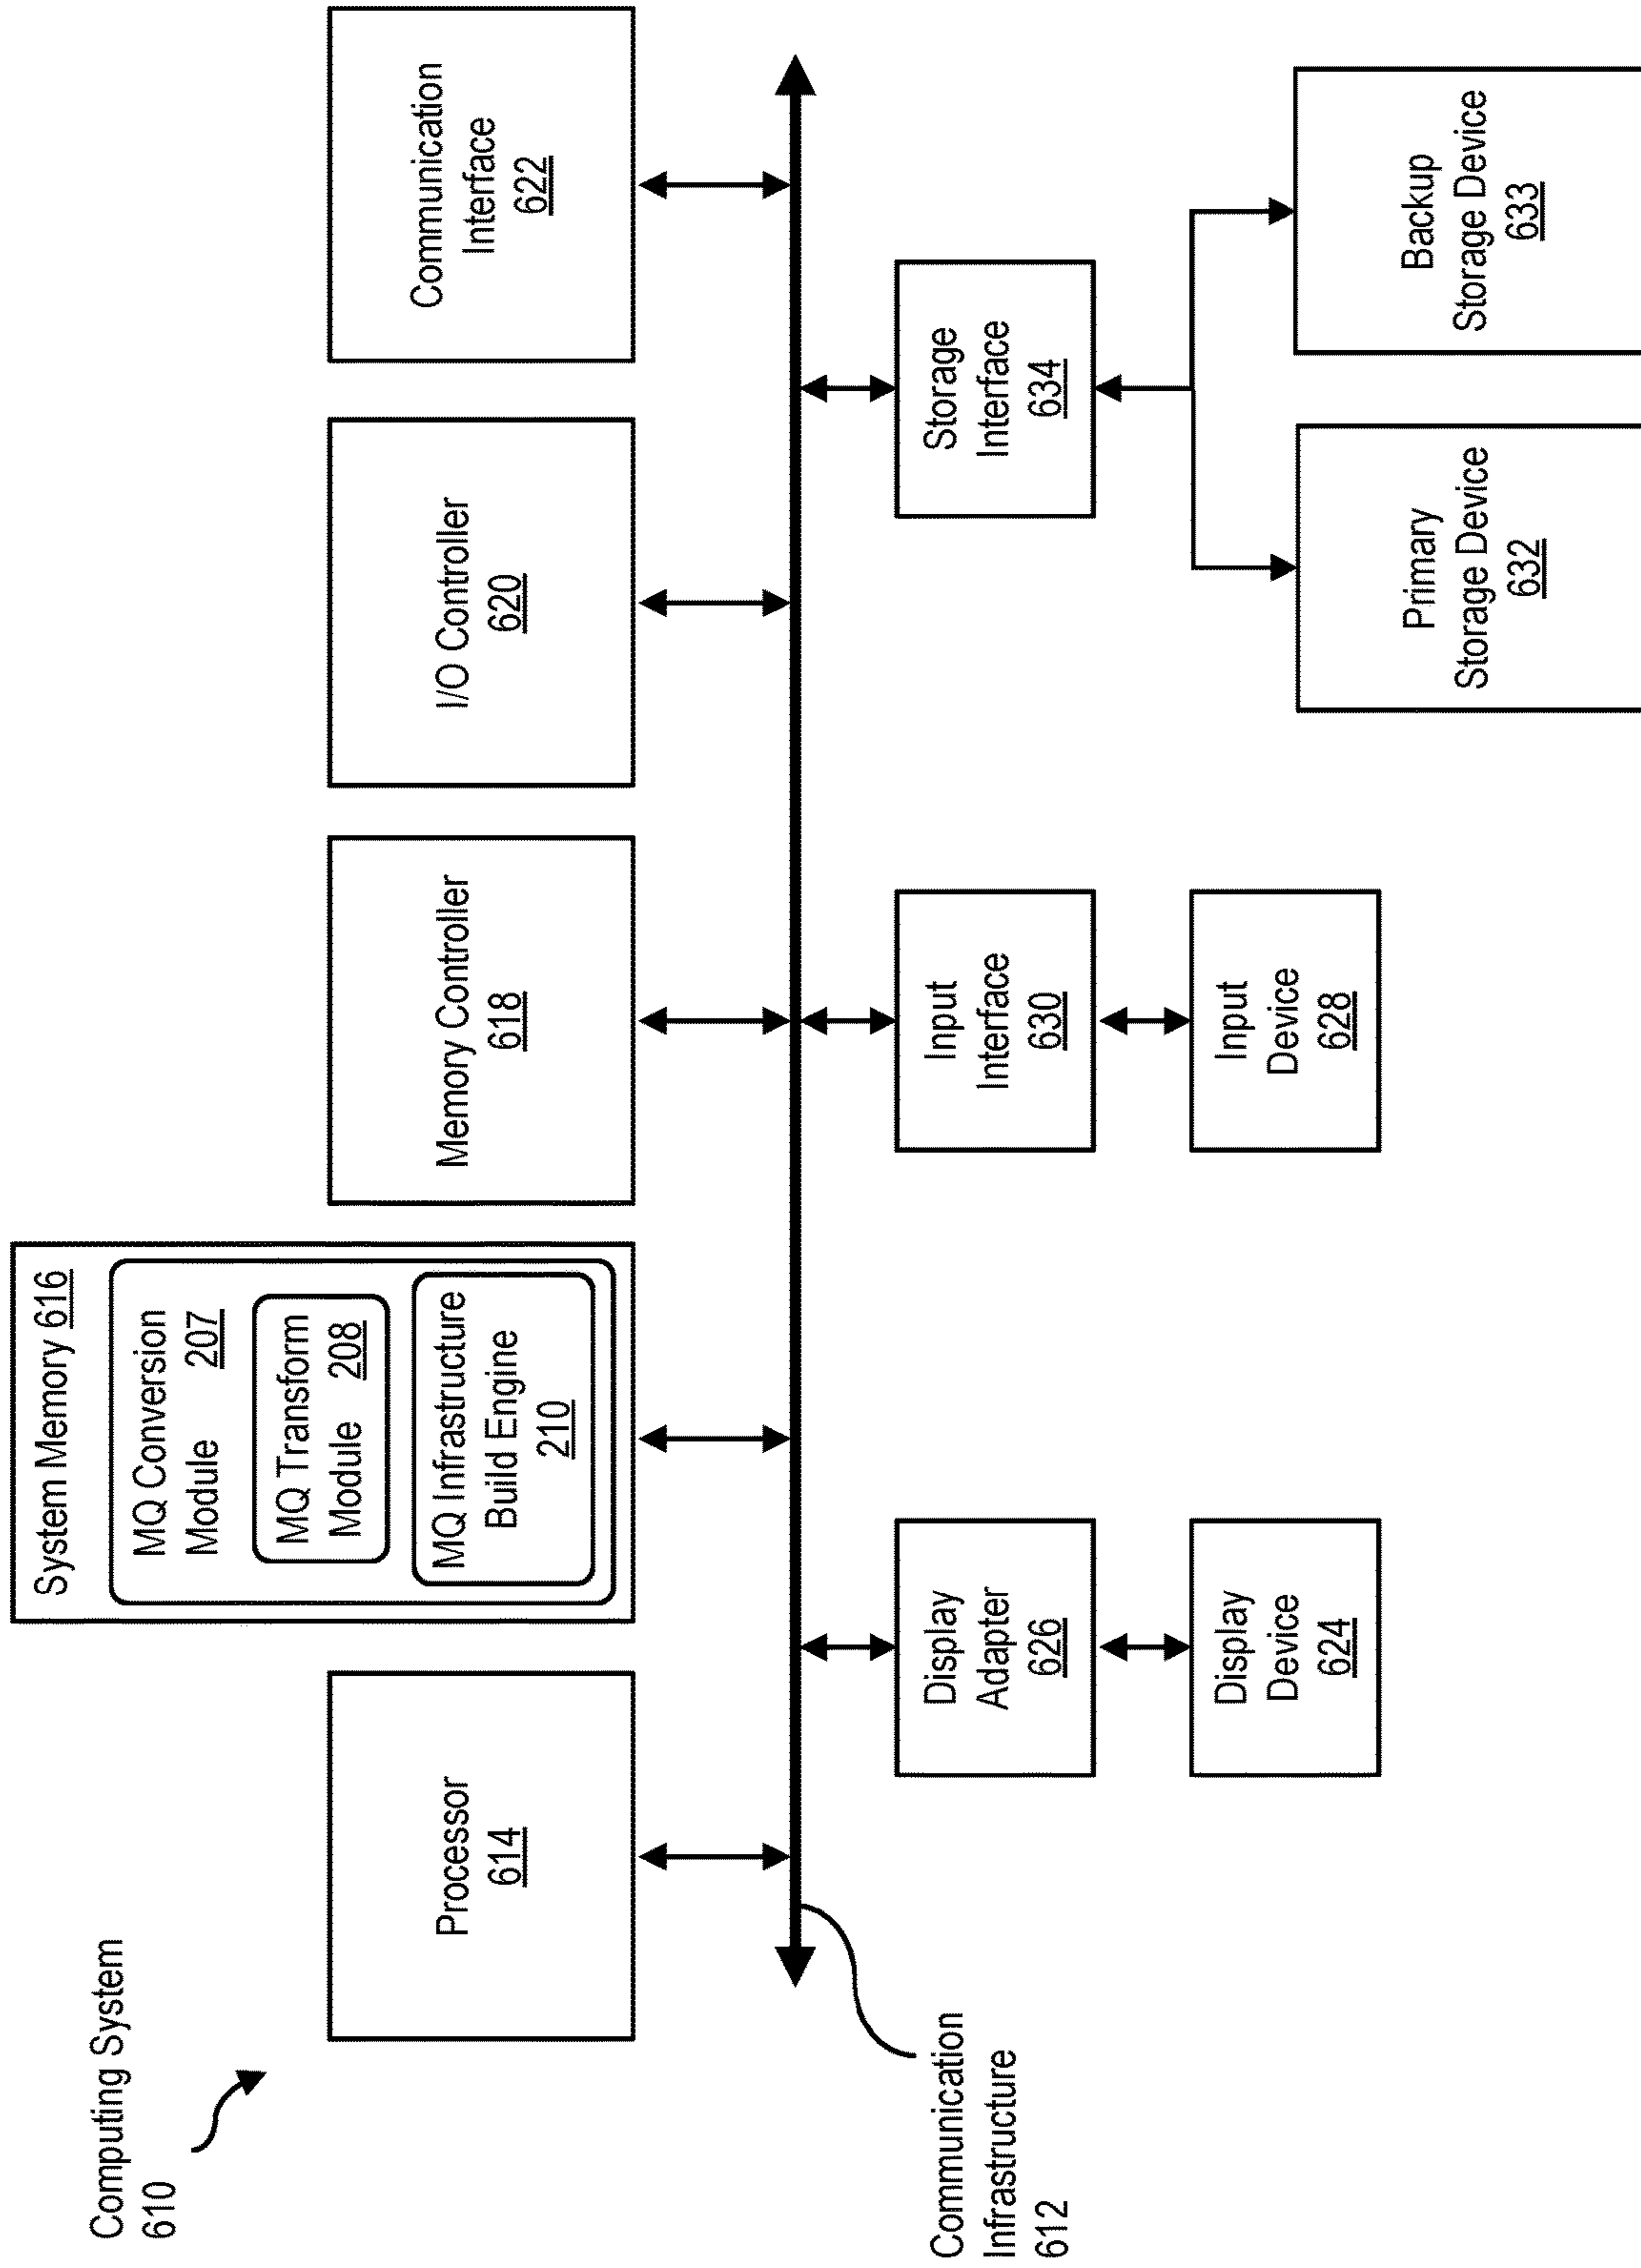 Computing System
610
Processor
614
System Memory 616
MQ Conversion
Module 207
MQ Transform
Module 208
MQ Infrastructure
Build Engine
210
Memory Controller
618
I/O Controller
620
Communication
Interface
622
Communication
Infrastructure
612
Display
Adapter
626
Display
Device
624
Input
Interface
630
Input
Device
628
Storage
Interface
634
Primary
Storage Device
632
Backup
Storage Device
633